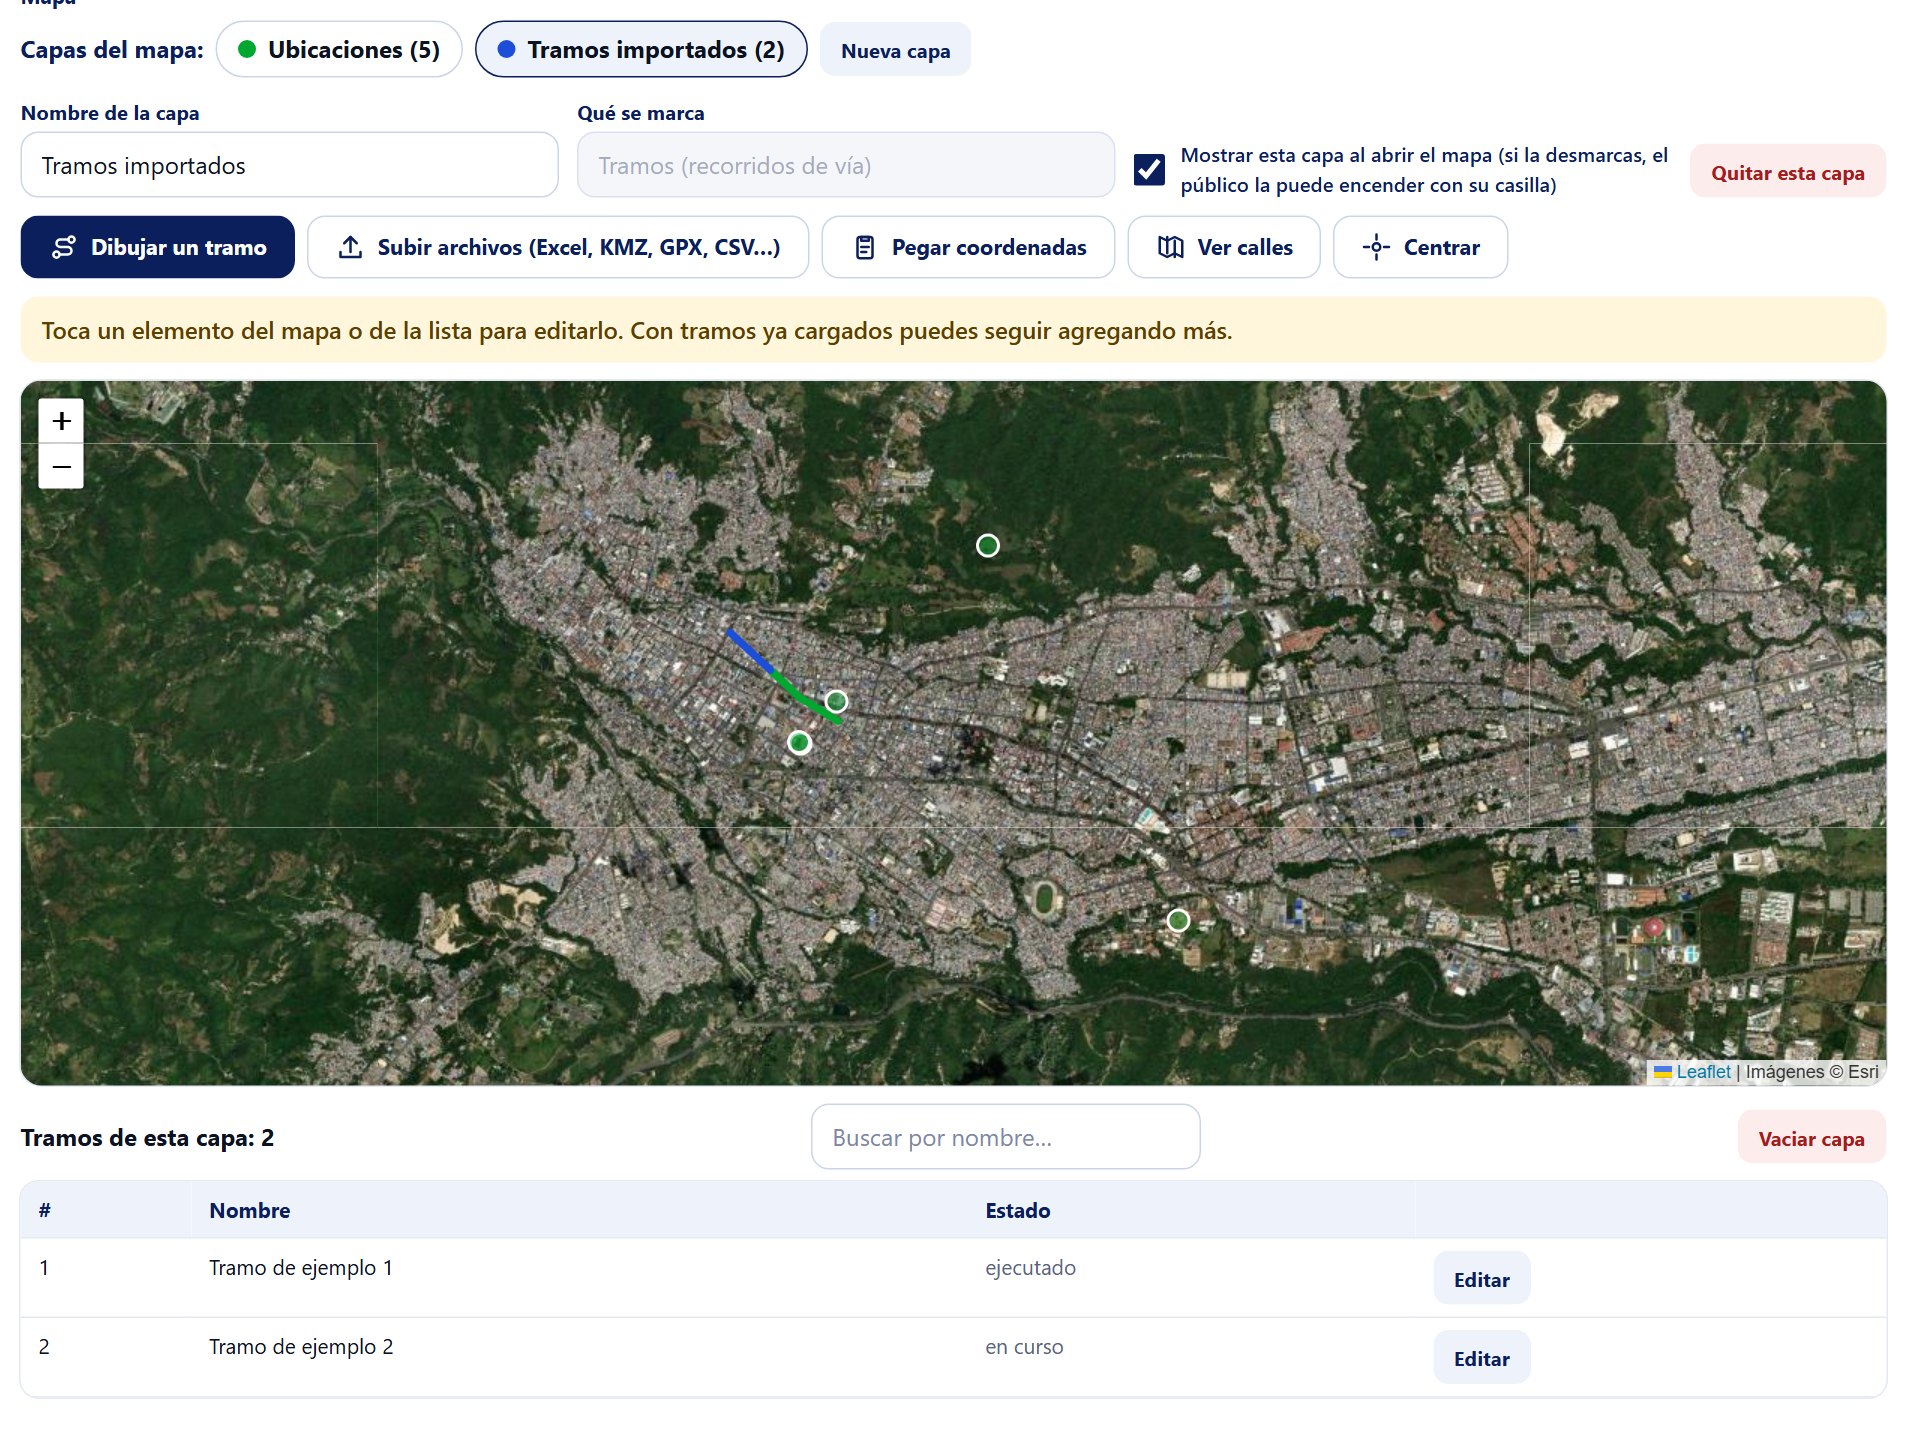 Mapa
Capas del mapa: Ubicaciones (5) Tramos importados (2) Nueva capa
Nombre de la capa
Qué se marca
Tramos importados
Tramos (recorridos de vía)
Mostrar esta capa al abrir el mapa (si la desmarcas, el
público la puede encender con su casilla)
Quitar esta capa
Dibujar un tramo
Subir archivos (Excel, KMZ, GPX, CSV...)
Pegar coordenadas
Ver calles
Centrar
Toca un elemento del mapa o de la lista para editarlo. Con tramos ya cargados puedes seguir agregando más.
+
−
Leaflet | Imágenes © Esri
Tramos de esta capa: 2
Buscar por nombre...
Vaciar capa
# Nombre Estado
1 Tramo de ejemplo 1 ejecutado Editar
2 Tramo de ejemplo 2 en curso Editar